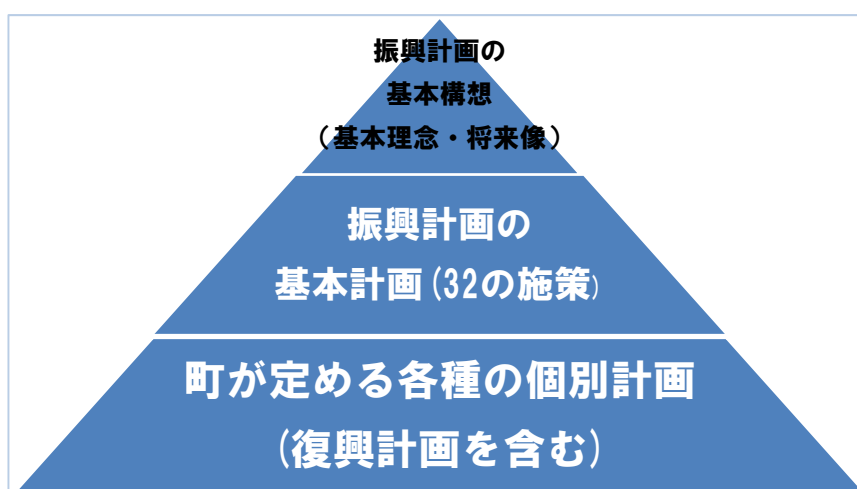 振興計画の
基本構想
（基本理念・将来像）
振興計画の
基本計画(32の施策)
町が定める各種の個別計画
(復興計画を含む)